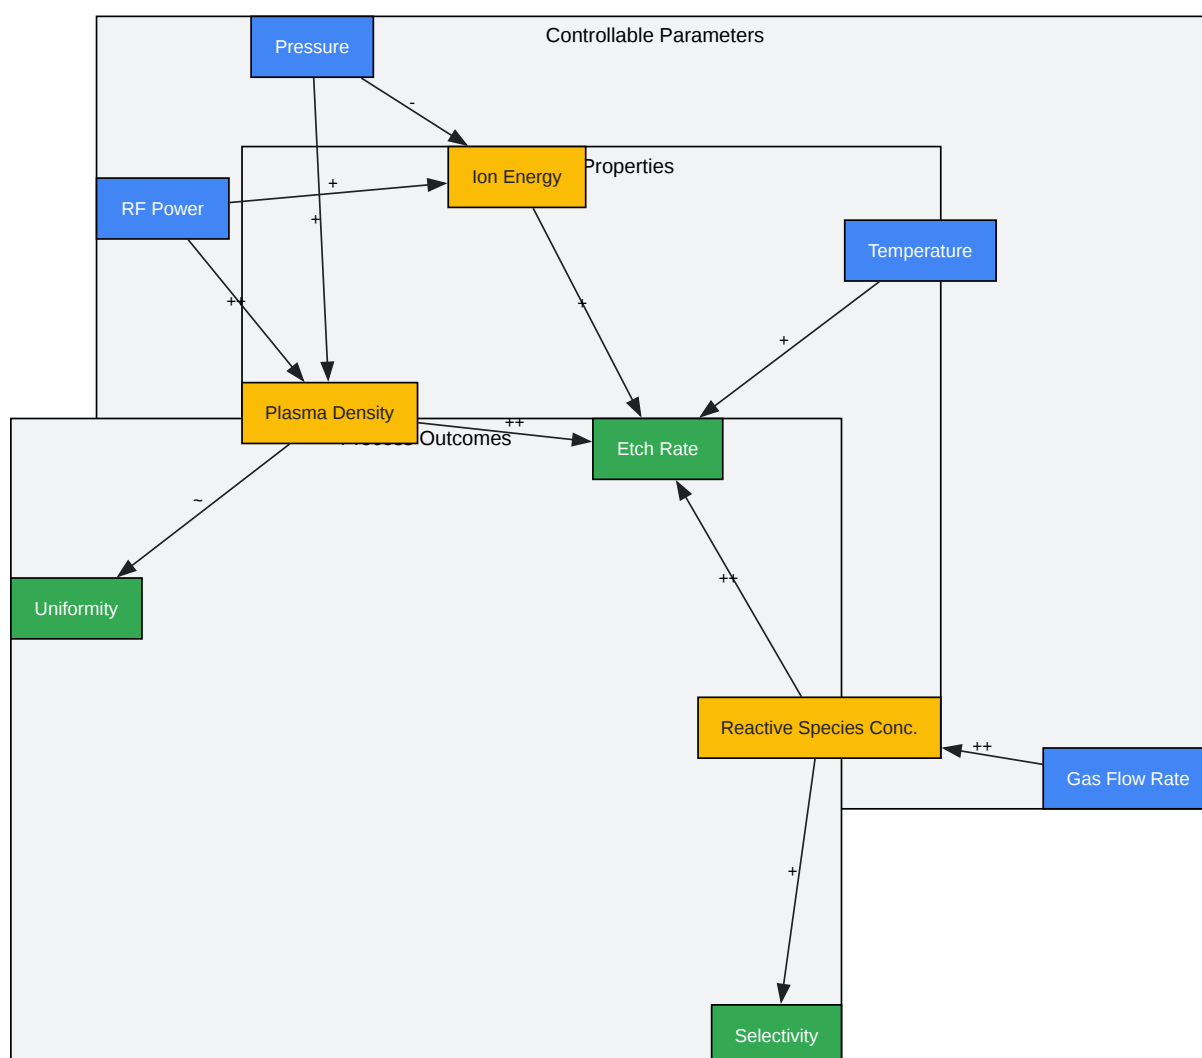 Pressure
Controllable Parameters
-
Ion Energy
Properties
RF Power
+
+
Temperature
++
+
+
Plasma Density
++
Outcomes
Etch Rate
~
++
Uniformity
Reactive Species Conc.
++
Gas Flow Rate
+
Selectivity